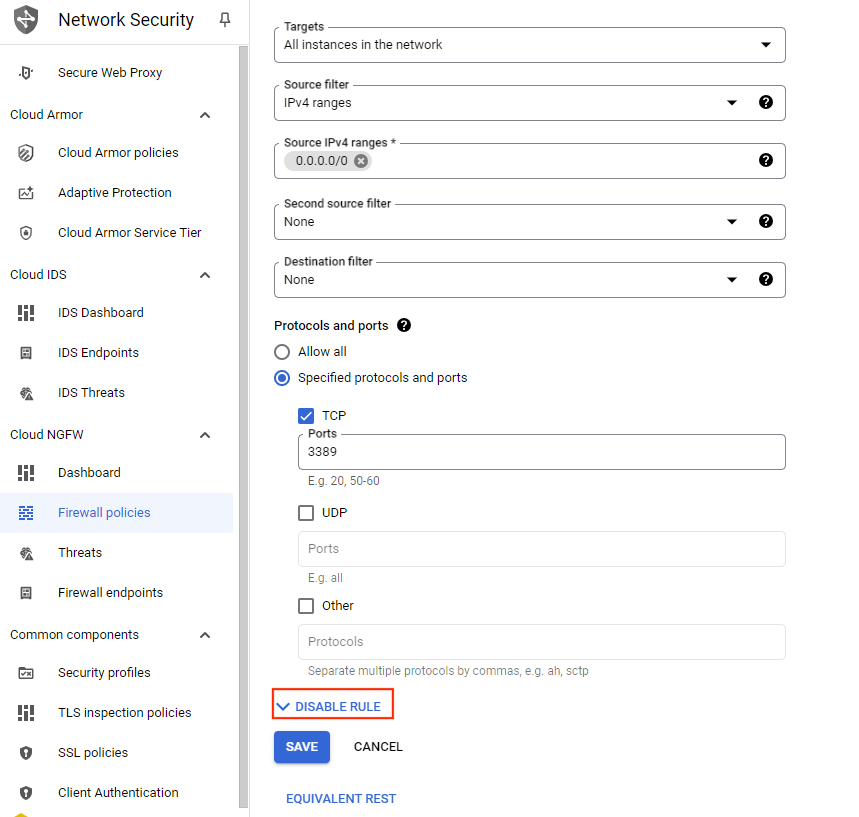 Network Security
Secure Web Proxy
Cloud Armor
Cloud Armor policies
Adaptive Protection
Cloud Armor Service Tier
Cloud IDS
IDS Dashboard
IDS Endpoints
IDS Threats
Cloud NGFW
Dashboard
Firewall policies
Threats
Firewall endpoints
Common components
Security profiles
TLS inspection policies
SSL policies
Client Authentication
Targets
All instances in the network
Source filter
IPv4 ranges
Source IPv4 ranges *
0.0.0.0/0
Second source filter
None
Destination filter
None
Protocols and ports
Allow all
Specified protocols and ports
TCP
Ports
3389
E.g. 20, 50-60
UDP
Ports
E.g. all
Other
Protocols
Separate multiple protocols by commas, e.g. ah, sctp
DISABLE RULE
SAVE CANCEL
EQUIVALENT REST